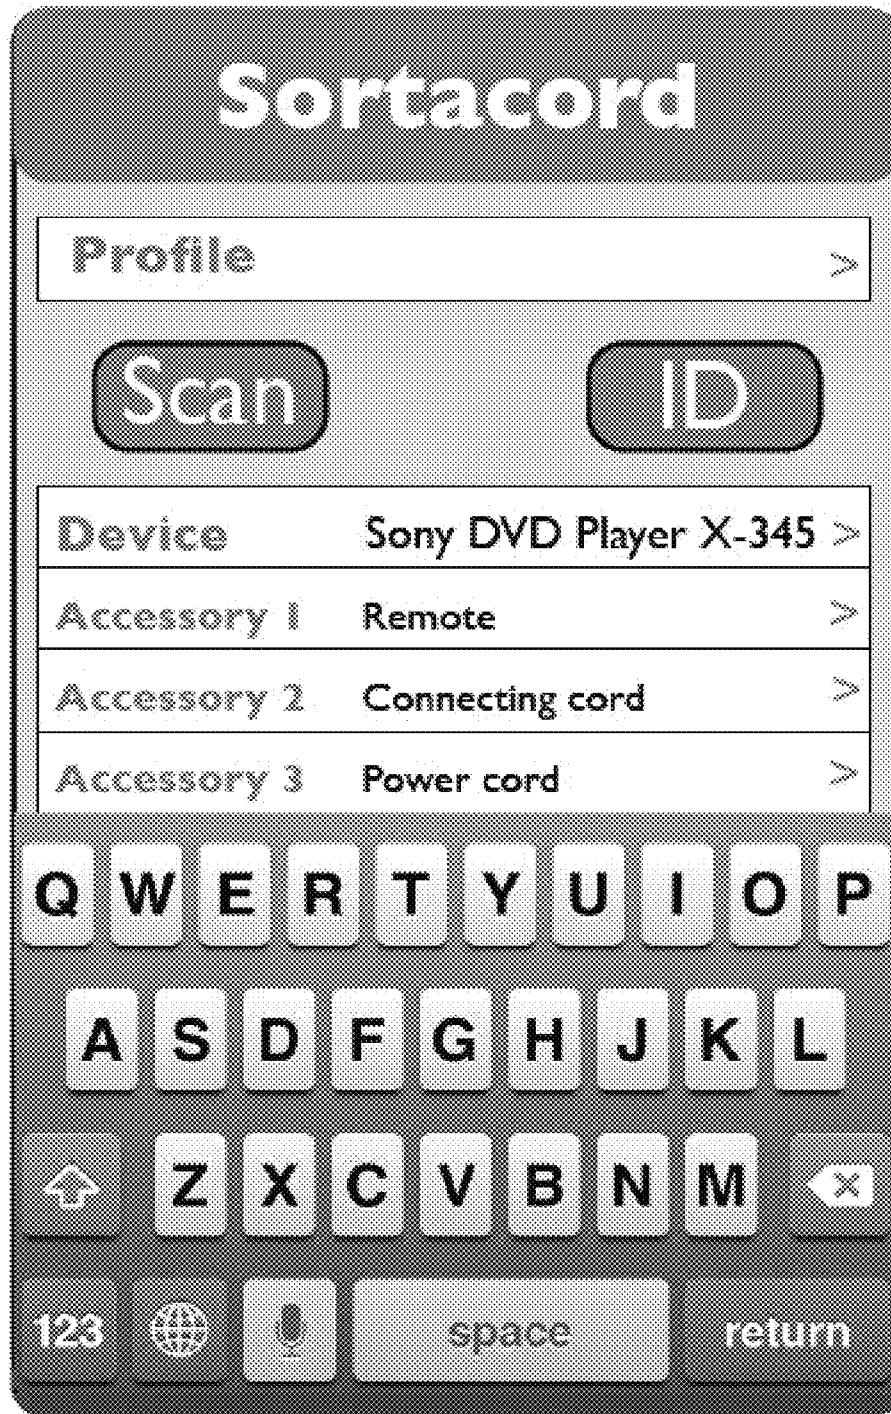 Sortacord
Profile >
Scan ID
Device Sony DVD Player X-345 >
Accessory 1 Remote >
Accessory 2 Connecting cord >
Accessory 3 Power cord >
Q W E R T Y U I O P
A S D F G H J K L
Z X C V B N M
123 space return